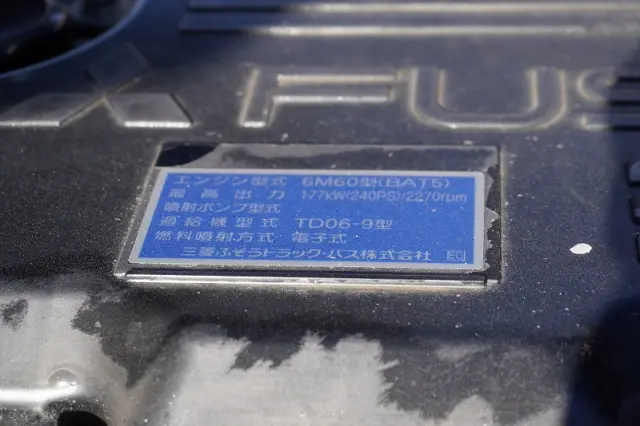 FUS
エンジン型式 6M60型(BAT5)
最高出力 177kW(240PS)/2270rpm
噴射ポンプ型式
過給機型式 TD06-9型
燃料噴射方式 電子式
三菱ふそうトラック・バス株式会社